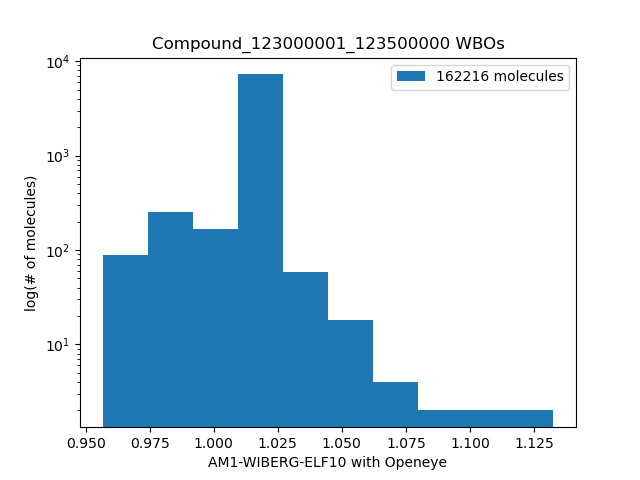 Compound_123000001_123500000 WBOs
162216 molecules
log(# of molecules)
10⁴
10³
10²
10¹
0.950 0.975 1.000 1.025 1.050 1.075 1.100 1.125
AM1-WIBERG-ELF10 with Openeye